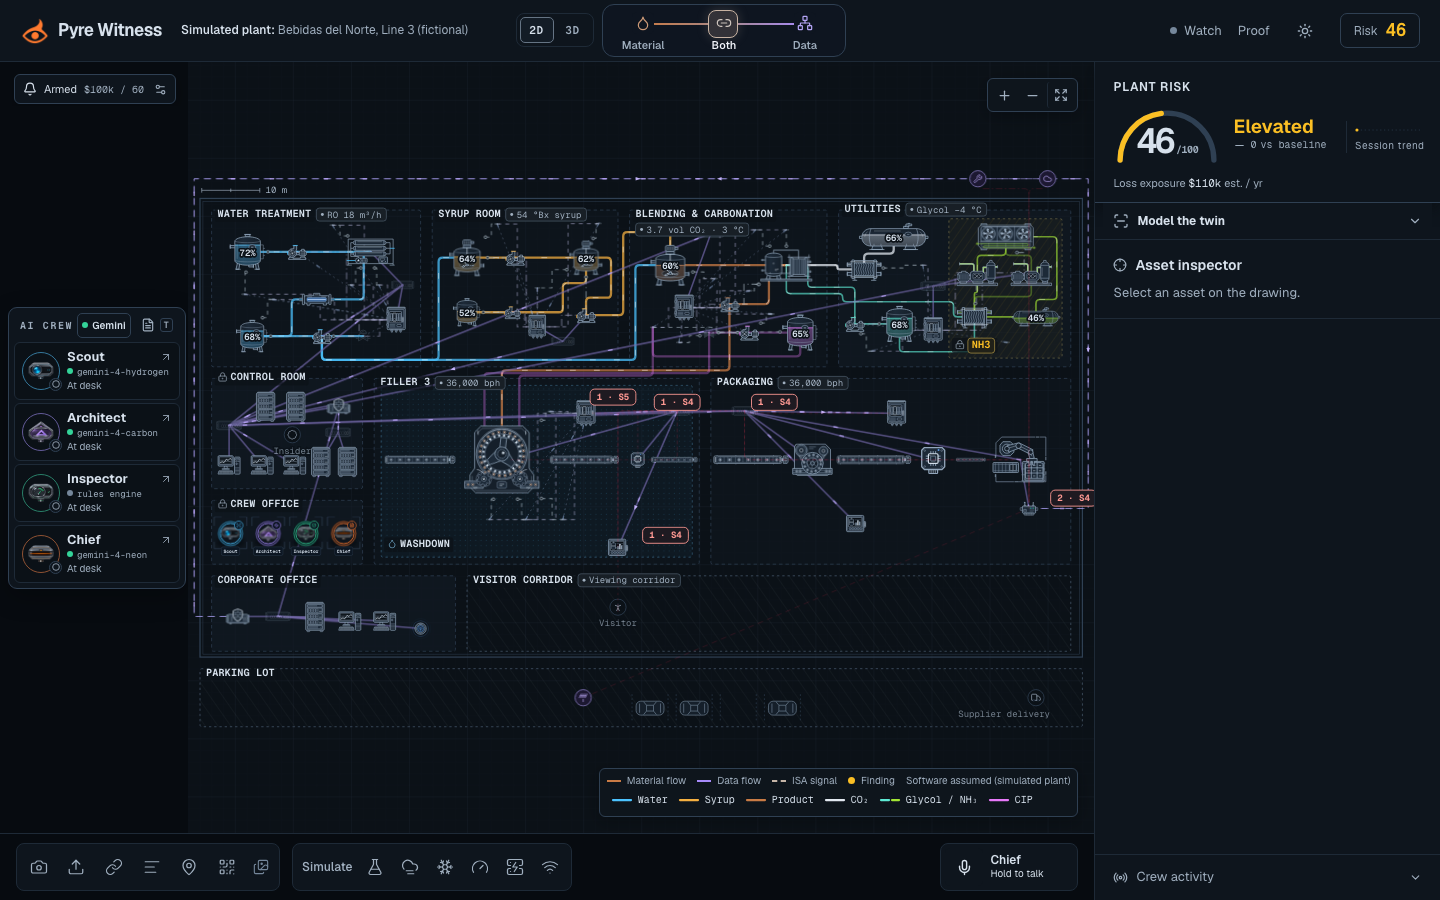 Pyre Witness
Simulated plant: Bebidas del Norte, Line 3 (fictional)
2D 3D
Material Both Data
Watch Proof
Risk 46
Armed $100k / 60
PLANT RISK
46 /100
Elevated
— 0 vs baseline
Session trend
Loss exposure $110k est. / yr
Model the twin
Asset inspector
Select an asset on the drawing.
10 m
WATER TREATMENT • RO 18 m³/h
SYRUP ROOM • 54 °Bx syrup
BLENDING & CARBONATION
• 3.7 vol CO₂ · 3 °C
UTILITIES • Glycol -4 °C
72%
68%
64%
62%
52%
60%
65%
66%
68%
46%
NH3
AI CREW Gemini T
Scout
gemini-4-hydrogen
At desk
Architect
gemini-4-carbon
At desk
Inspector
rules engine
At desk
Chief
gemini-4-neon
At desk
CONTROL ROOM
Insider
FILLER 3 • 36,000 bph
PACKAGING • 36,000 bph
1 · S5
1 · S4
1 · S4
1 · S4
2 · S4
CREW OFFICE
Scout Architect Inspector Chief
WASHDOWN
CORPORATE OFFICE
VISITOR CORRIDOR • Viewing corridor
Visitor
PARKING LOT
Supplier delivery
Material flow Data flow ISA signal Finding Software assumed (simulated plant)
Water Syrup Product CO₂ Glycol / NH₃ CIP
Simulate
Chief
Hold to talk
Crew activity